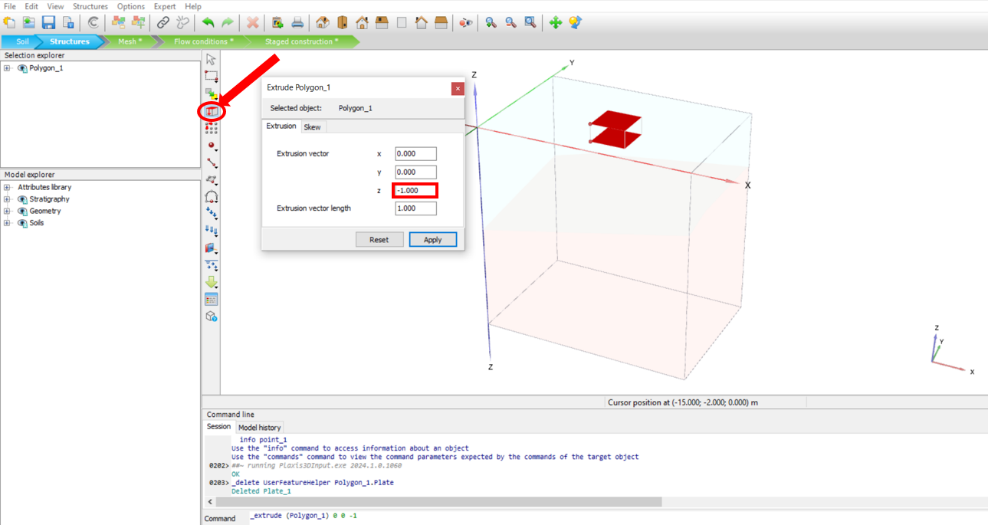 File Edit View Structures Options Expert Help
Soil Structures Mesh * Flow conditions * Staged construction *
Selection explorer
Polygon_1
Extrude Polygon_1
Selected object: Polygon_1
Extrusion Skew
Extrusion vector x 0.000
y 0.000
z -1.000
Extrusion vector length 1.000
Reset Apply
Model explorer
Attributes library
Stratigraphy
Geometry
Soils
Z
Y
X
Z
Z
Y
X
Cursor position at (-15.000; -2.000; 0.000) m
Command line
Session Model history
info point_1
Use the "info" command to access information about an object
Use the "commands" command to view the command parameters expected by the commands of the target object
0202> ##~ running Plaxis3DInput.exe 2024.1.0.1060
OK
0203> _delete UserFeatureHelper Polygon_1.Plate
Deleted Plate_1
Command _extrude (Polygon_1) 0 0 -1